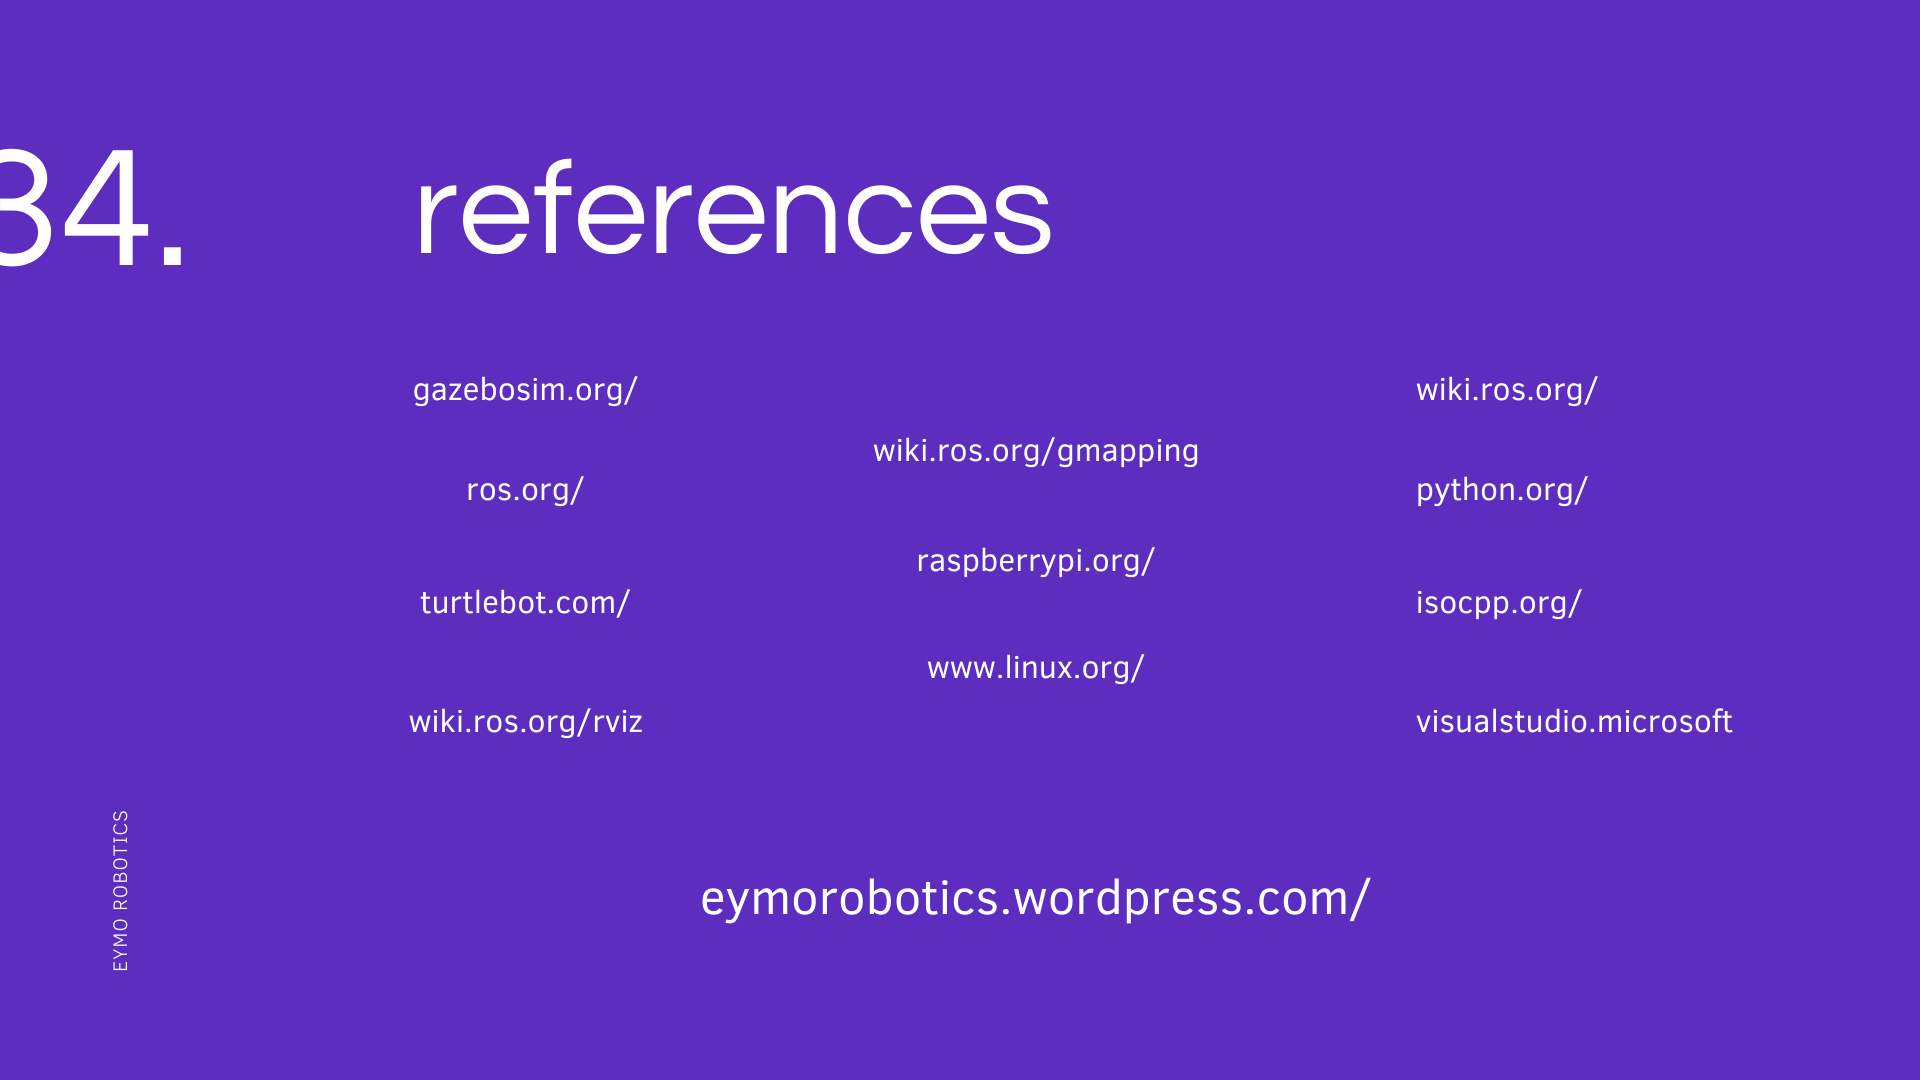 34.
references
gazebosim.org/
ros.org/
turtlebot.com/
wiki.ros.org/rviz
wiki.ros.org/gmapping
raspberrypi.org/
www.linux.org/
wiki.ros.org/
python.org/
isocpp.org/
visualstudio.microsoft
eymorobotics.wordpress.com/
EYMO ROBOTICS